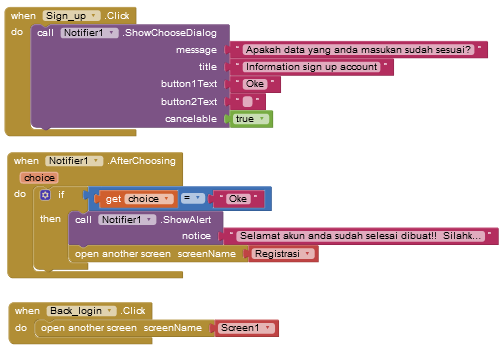 when Sign_up .Click
do call Notifier1 .ShowChooseDialog
message " Apakah data yang anda masukan sudah sesuai? "
title " Information sign up account "
button1Text " Oke "
button2Text " "
cancelable true
when Notifier1 .AfterChoosing
choice
do if get choice = " Oke "
then call Notifier1 .ShowAlert
notice " Selamat akun anda sudah selesai dibuat!! Silahk... "
open another screen screenName Registrasi
when Back_login .Click
do open another screen screenName Screen1